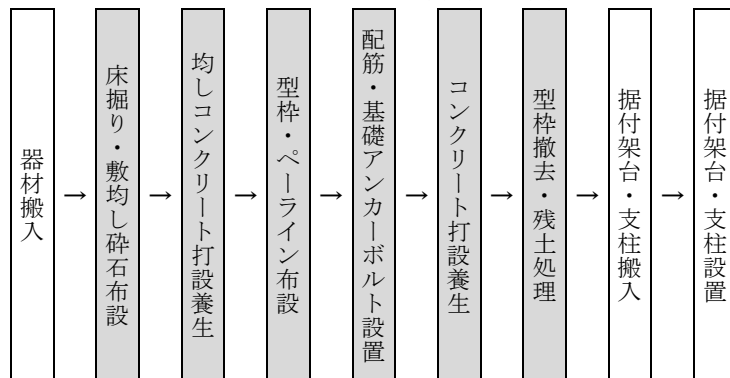 器材搬入
→
床掘り・敷均し砕石布設
→
均しコンクリート打設養生
→
型枠・ペーライン布設
→
配筋・基礎アンカーボルト設置
→
コンクリート打設養生
→
型枠撤去・残土処理
→
据付架台・支柱搬入
→
据付架台・支柱設置